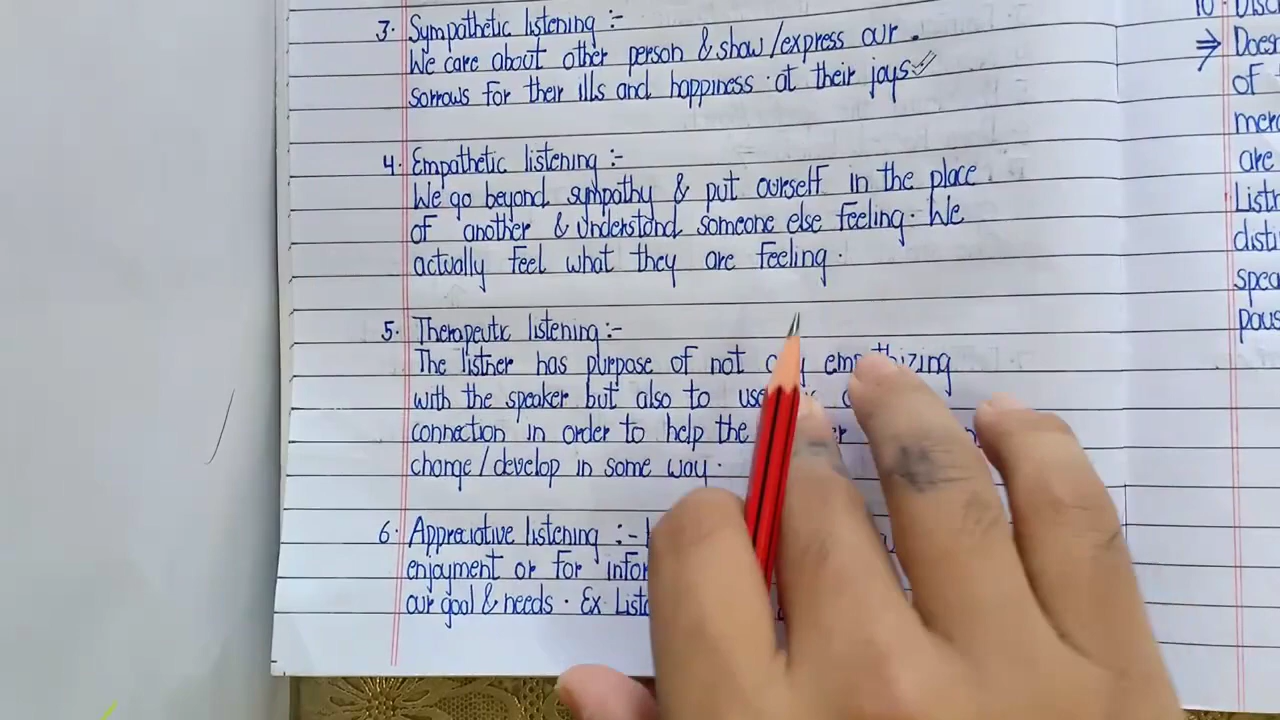 3. Sympathetic listening :-
We care about other person & show/express our .
sorrows for their ills and happiness at their joys
4. Empathetic listening :-
We go beyond sympathy & put ourself in the place
of another & Understand someone else feeling. We
actually feel what they are feeling.
5. Therapeutic listening :-
The listner has purpose of not
with the speaker but also to
connection in order to help the
change/develop in some way.
6. Appreciative listening :-
enjoyment or for
our goal & needs. Ex
10.
⇒ Does
of
are